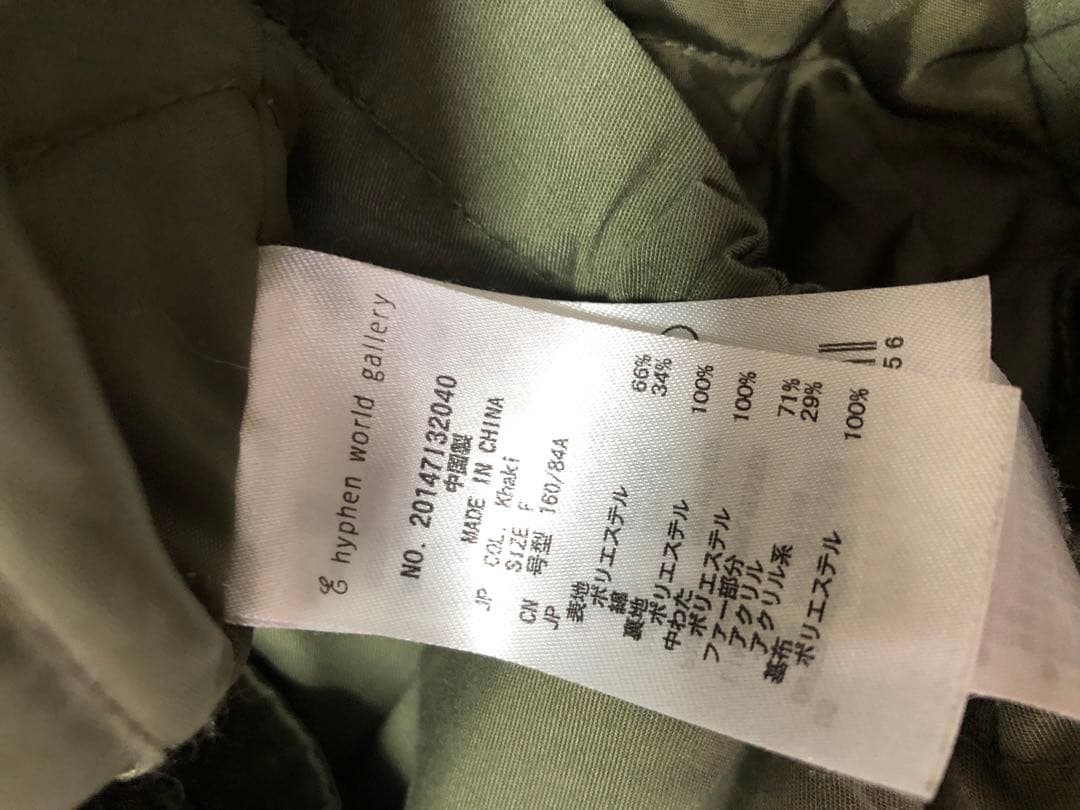 E hyphen world gallery
NO. 20147132040
中国製
MADE IN CHINA
JP COL. Khaki
SIZE F
CN 号型 160/84A
JP 表地
ポリエステル 66%
綿 34%
裏地
ポリエステル 100%
中わた
ポリエステル 100%
ファー部分
アクリル 71%
アクリル系 29%
基布
ポリエステル 100%
56